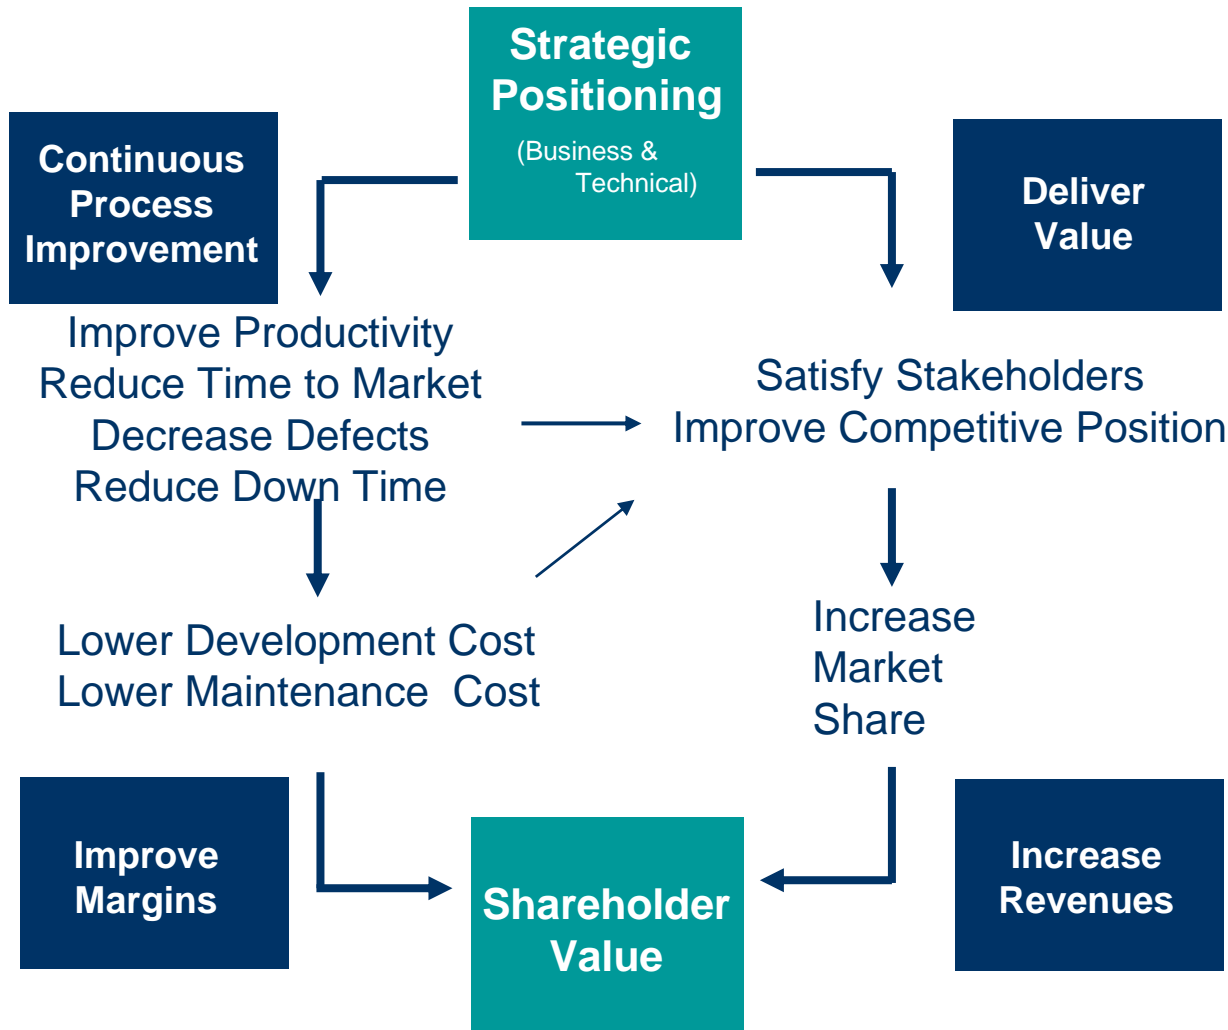 Strategic
Positioning
(Business &
Technical)
Continuous
Process
Improvement
Deliver
Value
Improve Productivity
Reduce Time to Market
Decrease Defects
Reduce Down Time
Satisfy Stakeholders
Improve Competitive Position
Lower Development Cost
Lower Maintenance  Cost
Increase
Market
Share
Improve
Margins
Shareholder
Value
Increase
Revenues